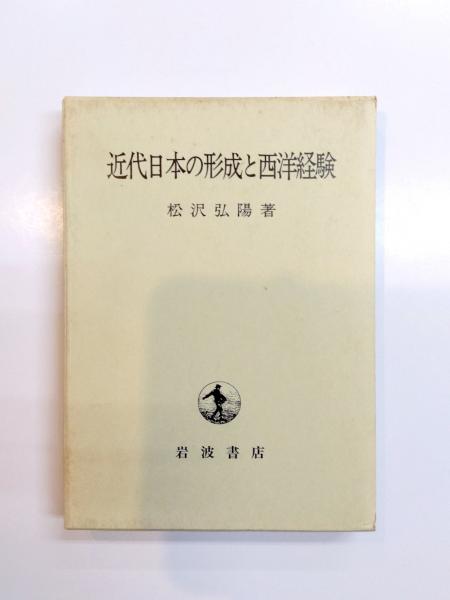 近代日本の形成と西洋経験
松沢弘陽著
岩波書店